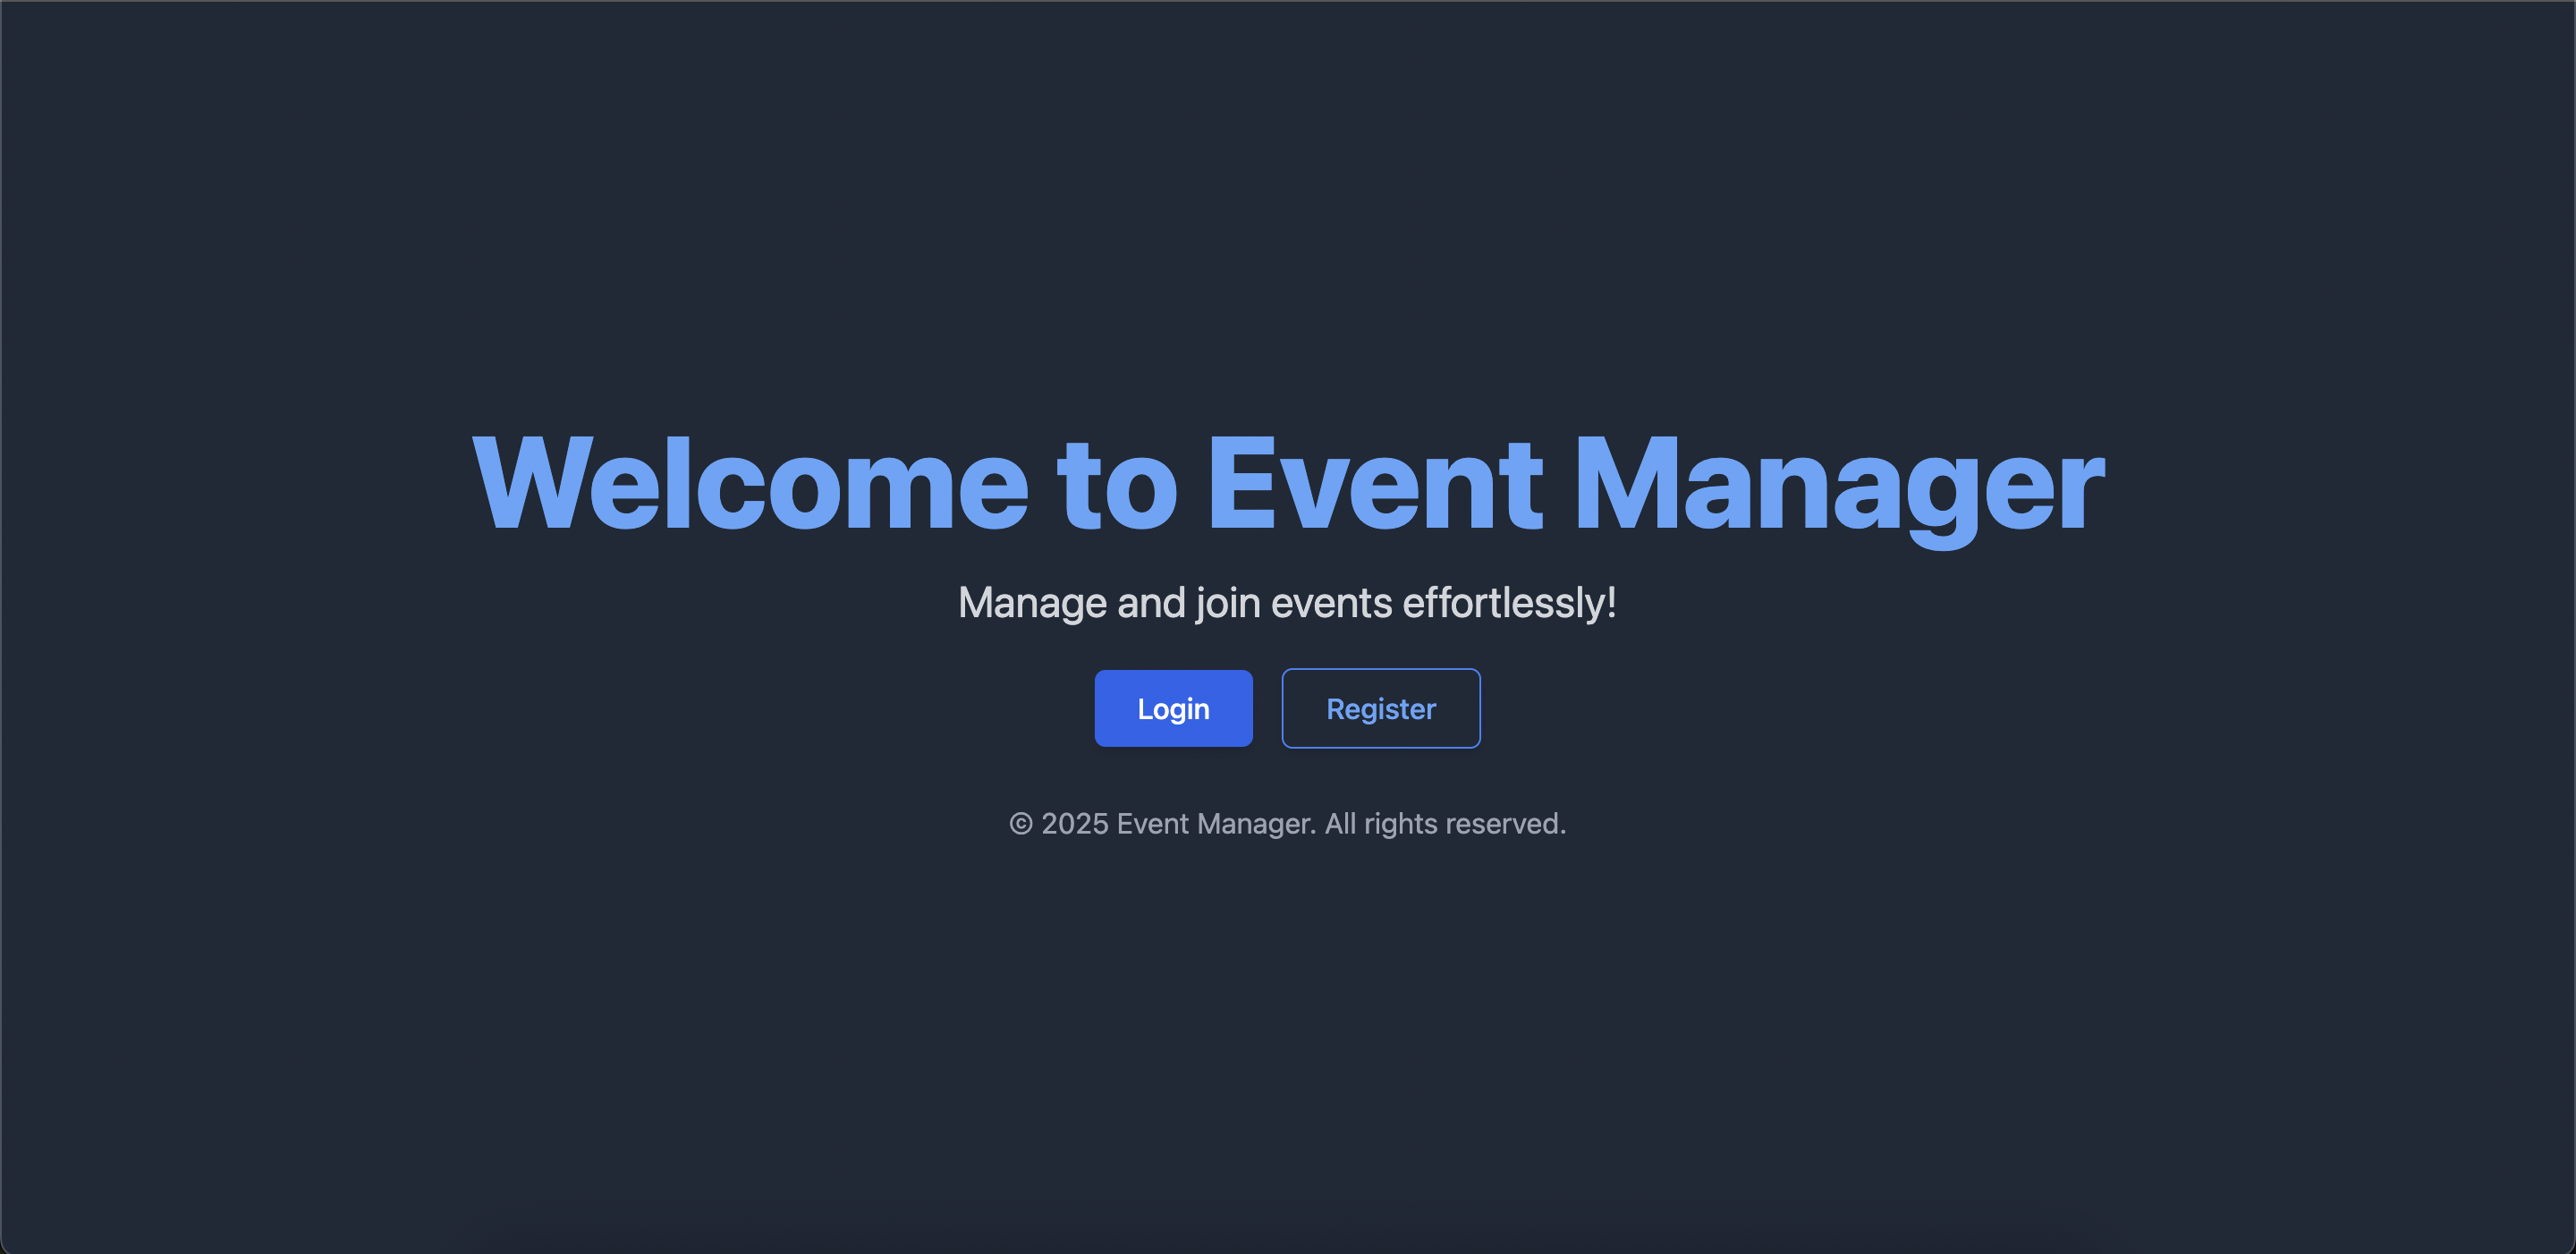 Welcome to Event Manager
Manage and join events effortlessly!
Login
Register
© 2025 Event Manager. All rights reserved.